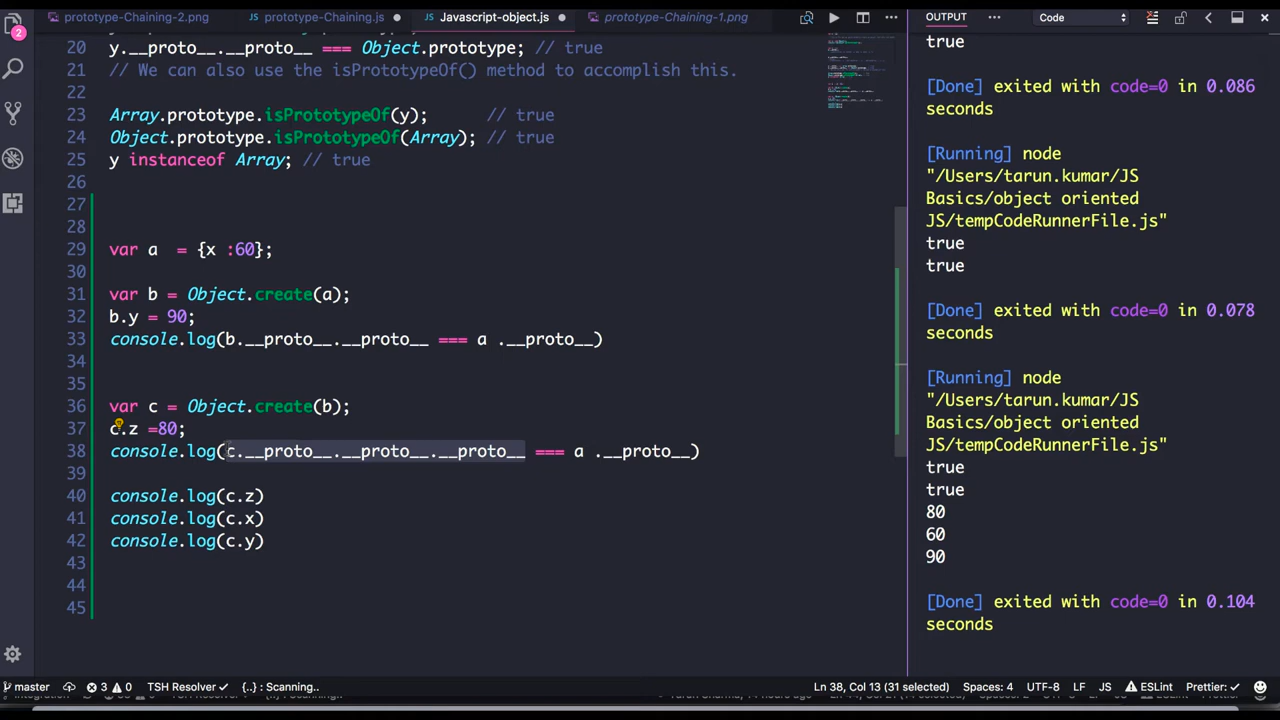 prototype-Chaining-2.png
prototype-Chaining.js
Javascript-object.js
prototype-Chaining-1.png
OUTPUT
Code
2
20 y.__proto__.__proto__ === Object.prototype; // true
21 // We can also use the isPrototypeOf() method to accomplish this.
22
23 Array.prototype.isPrototypeOf(y); // true
24 Object.prototype.isPrototypeOf(Array); // true
25 y instanceof Array; // true
26
27
28
29 var a = {x :60};
30
31 var b = Object.create(a);
32 b.y = 90;
33 console.log(b.__proto__.__proto__ === a .__proto__)
34
35
36 var c = Object.create(b);
37 c.z =80;
38 console.log(c.__proto__.__proto__.__proto__ === a .__proto__)
39
40 console.log(c.z)
41 console.log(c.x)
42 console.log(c.y)
43
44
45
true
[Done] exited with code=0 in 0.086
seconds
[Running] node
"/Users/tarun.kumar/JS
Basics/object oriented
JS/tempCodeRunnerFile.js"
true
true
[Done] exited with code=0 in 0.078
seconds
[Running] node
"/Users/tarun.kumar/JS
Basics/object oriented
JS/tempCodeRunnerFile.js"
true
true
80
60
90
[Done] exited with code=0 in 0.104
seconds
master
3 0
TSH Resolver
{..} : Scanning..
Ln 38, Col 13 (31 selected)
Spaces: 4
UTF-8
LF
JS
ESLint
Prettier: